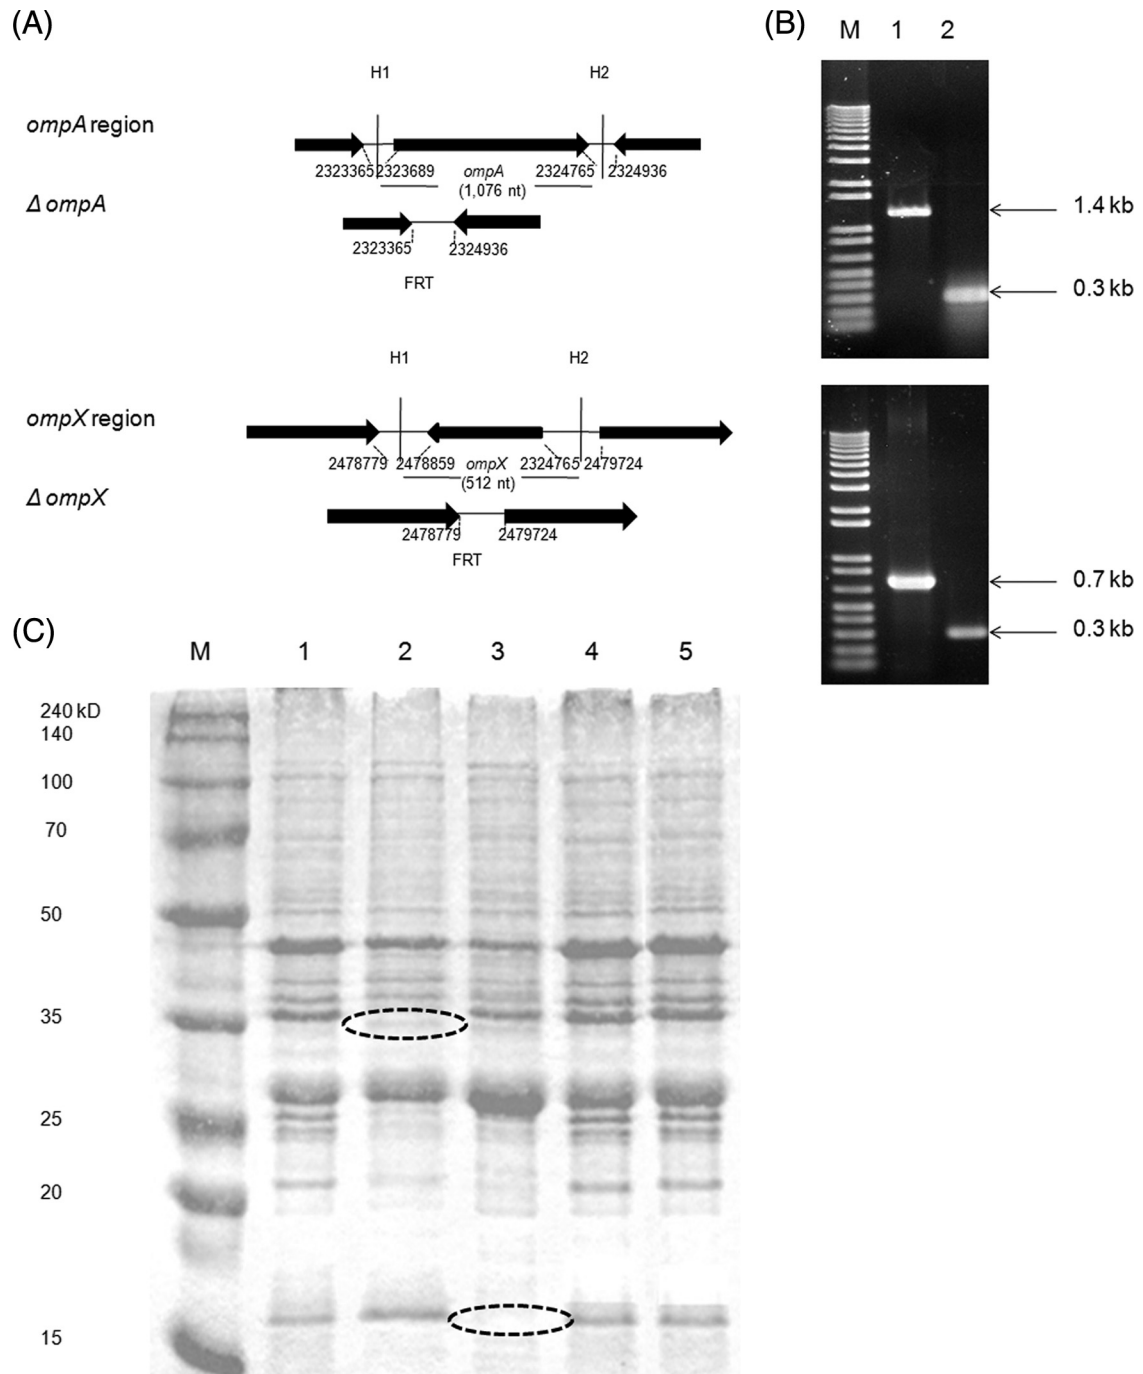 (A)
H1 H2
ompA region
2323365 2323689 ompA 2324765 2324936
(1,076 nt)
Δ ompA
2323365 2324936
FRT
H1 H2
ompX region
2478779 2478859 ompX 2324765 2479724
(512 nt)
Δ ompX
2478779 2479724
FRT
(B)
M 1 2
1.4 kb
0.3 kb
0.7 kb
0.3 kb
(C)
M 1 2 3 4 5
240 kD
140
100
70
50
35
25
20
15